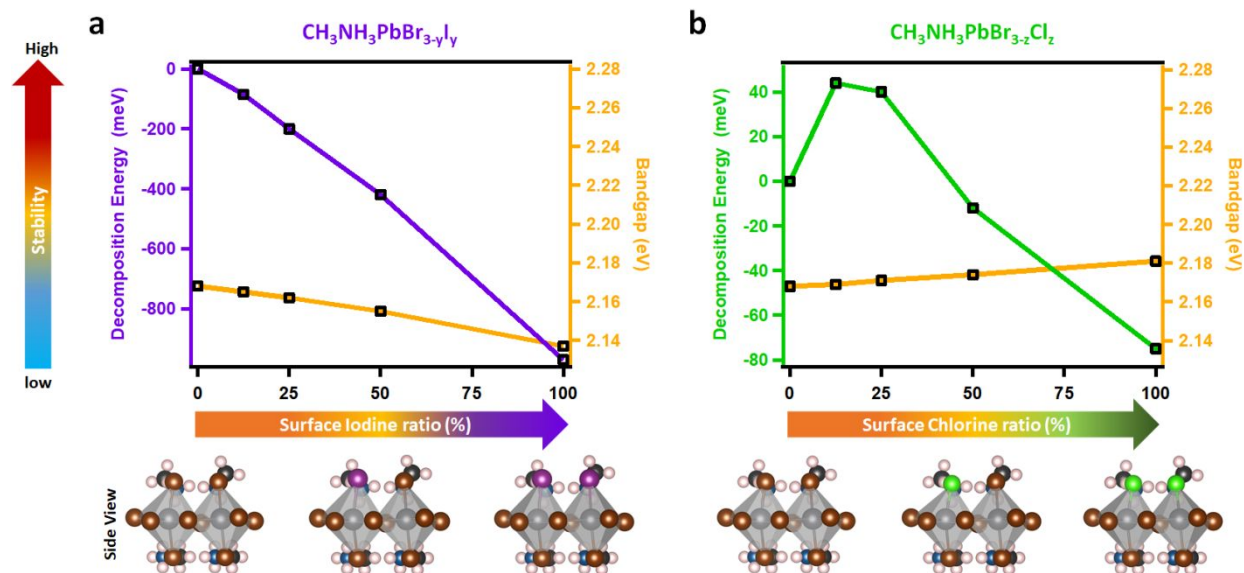 High
Stability
low
a
CH₃NH₃PbBr₃₋ᵧIᵧ
Decomposition Energy (meV)
0
-200
-400
-600
-800
2.28
2.26
2.24
2.22
2.20
2.18
2.16
2.14
Bandgap (eV)
0 25 50 75 100
Surface Iodine ratio (%)
b
CH₃NH₃PbBr₃₋zClz
Decomposition Energy (meV)
40
20
0
-20
-40
-60
-80
2.28
2.26
2.24
2.22
2.20
2.18
2.16
2.14
Bandgap (eV)
0 25 50 75 100
Surface Chlorine ratio (%)
Side View